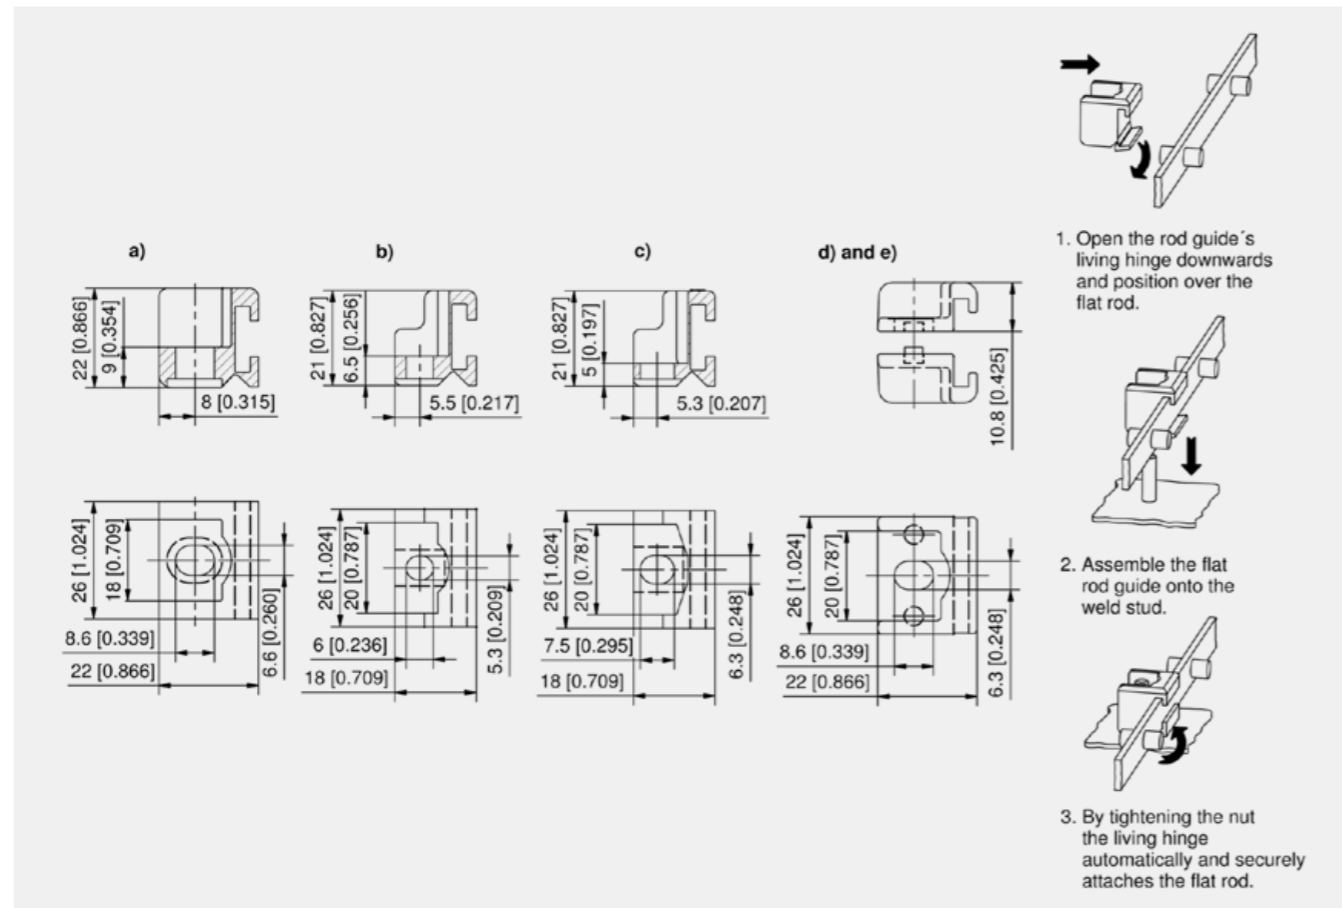 a)
22 [0.866]
9 [0.354]
8 [0.315]
b)
21 [0.827]
6.5 [0.256]
5.5 [0.217]
c)
21 [0.827]
5 [0.197]
5.3 [0.207]
d) and e)
10.8 [0.425]
26 [1.024]
18 [0.709]
8.6 [0.339]
22 [0.866]
6.6 [0.260]
26 [1.024]
20 [0.787]
6 [0.236]
18 [0.709]
5.3 [0.209]
26 [1.024]
20 [0.787]
7.5 [0.295]
18 [0.709]
6.3 [0.248]
26 [1.024]
20 [0.787]
8.6 [0.339]
22 [0.866]
6.3 [0.248]
1. Open the rod guide´s
living hinge downwards
and position over the
flat rod.
2. Assemble the flat
rod guide onto the
weld stud.
3. By tightening the nut
the living hinge
automatically and securely
attaches the flat rod.